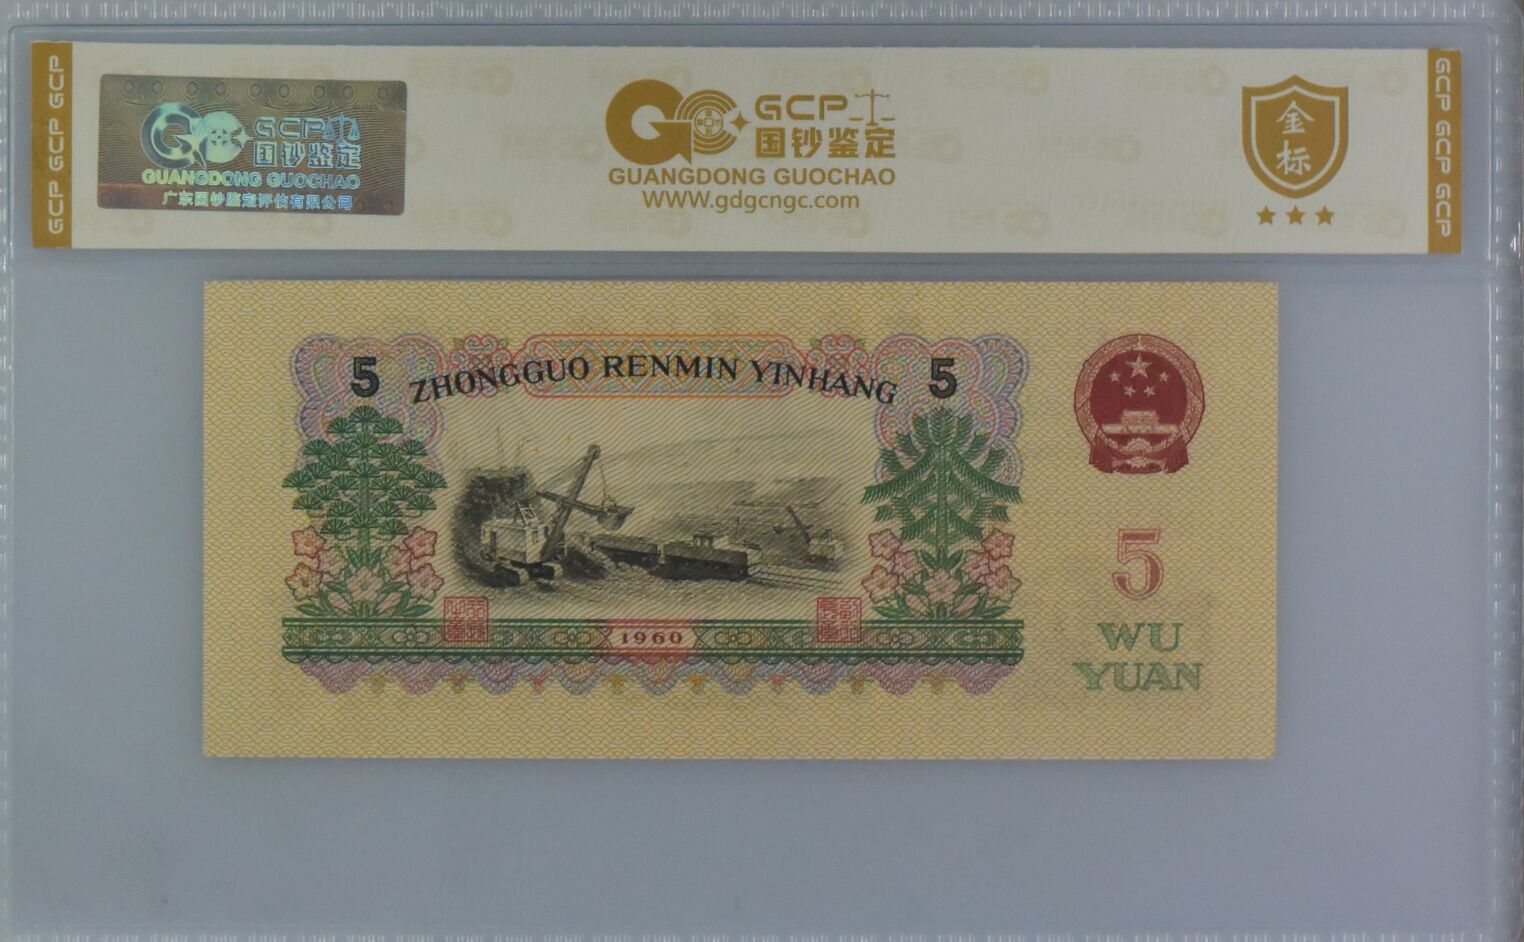 GCP GCP GCP
GCP
国钞鉴定
GUANGDONG GUOCHAO
广东国钞鉴定评估有限公司
GCP
国钞鉴定
GUANGDONG GUOCHAO
WWW.gdgcngc.com
金
标
GCP GCP GCP
5 ZHONGGUO RENMIN YINHANG 5
1960
5
WU
YUAN